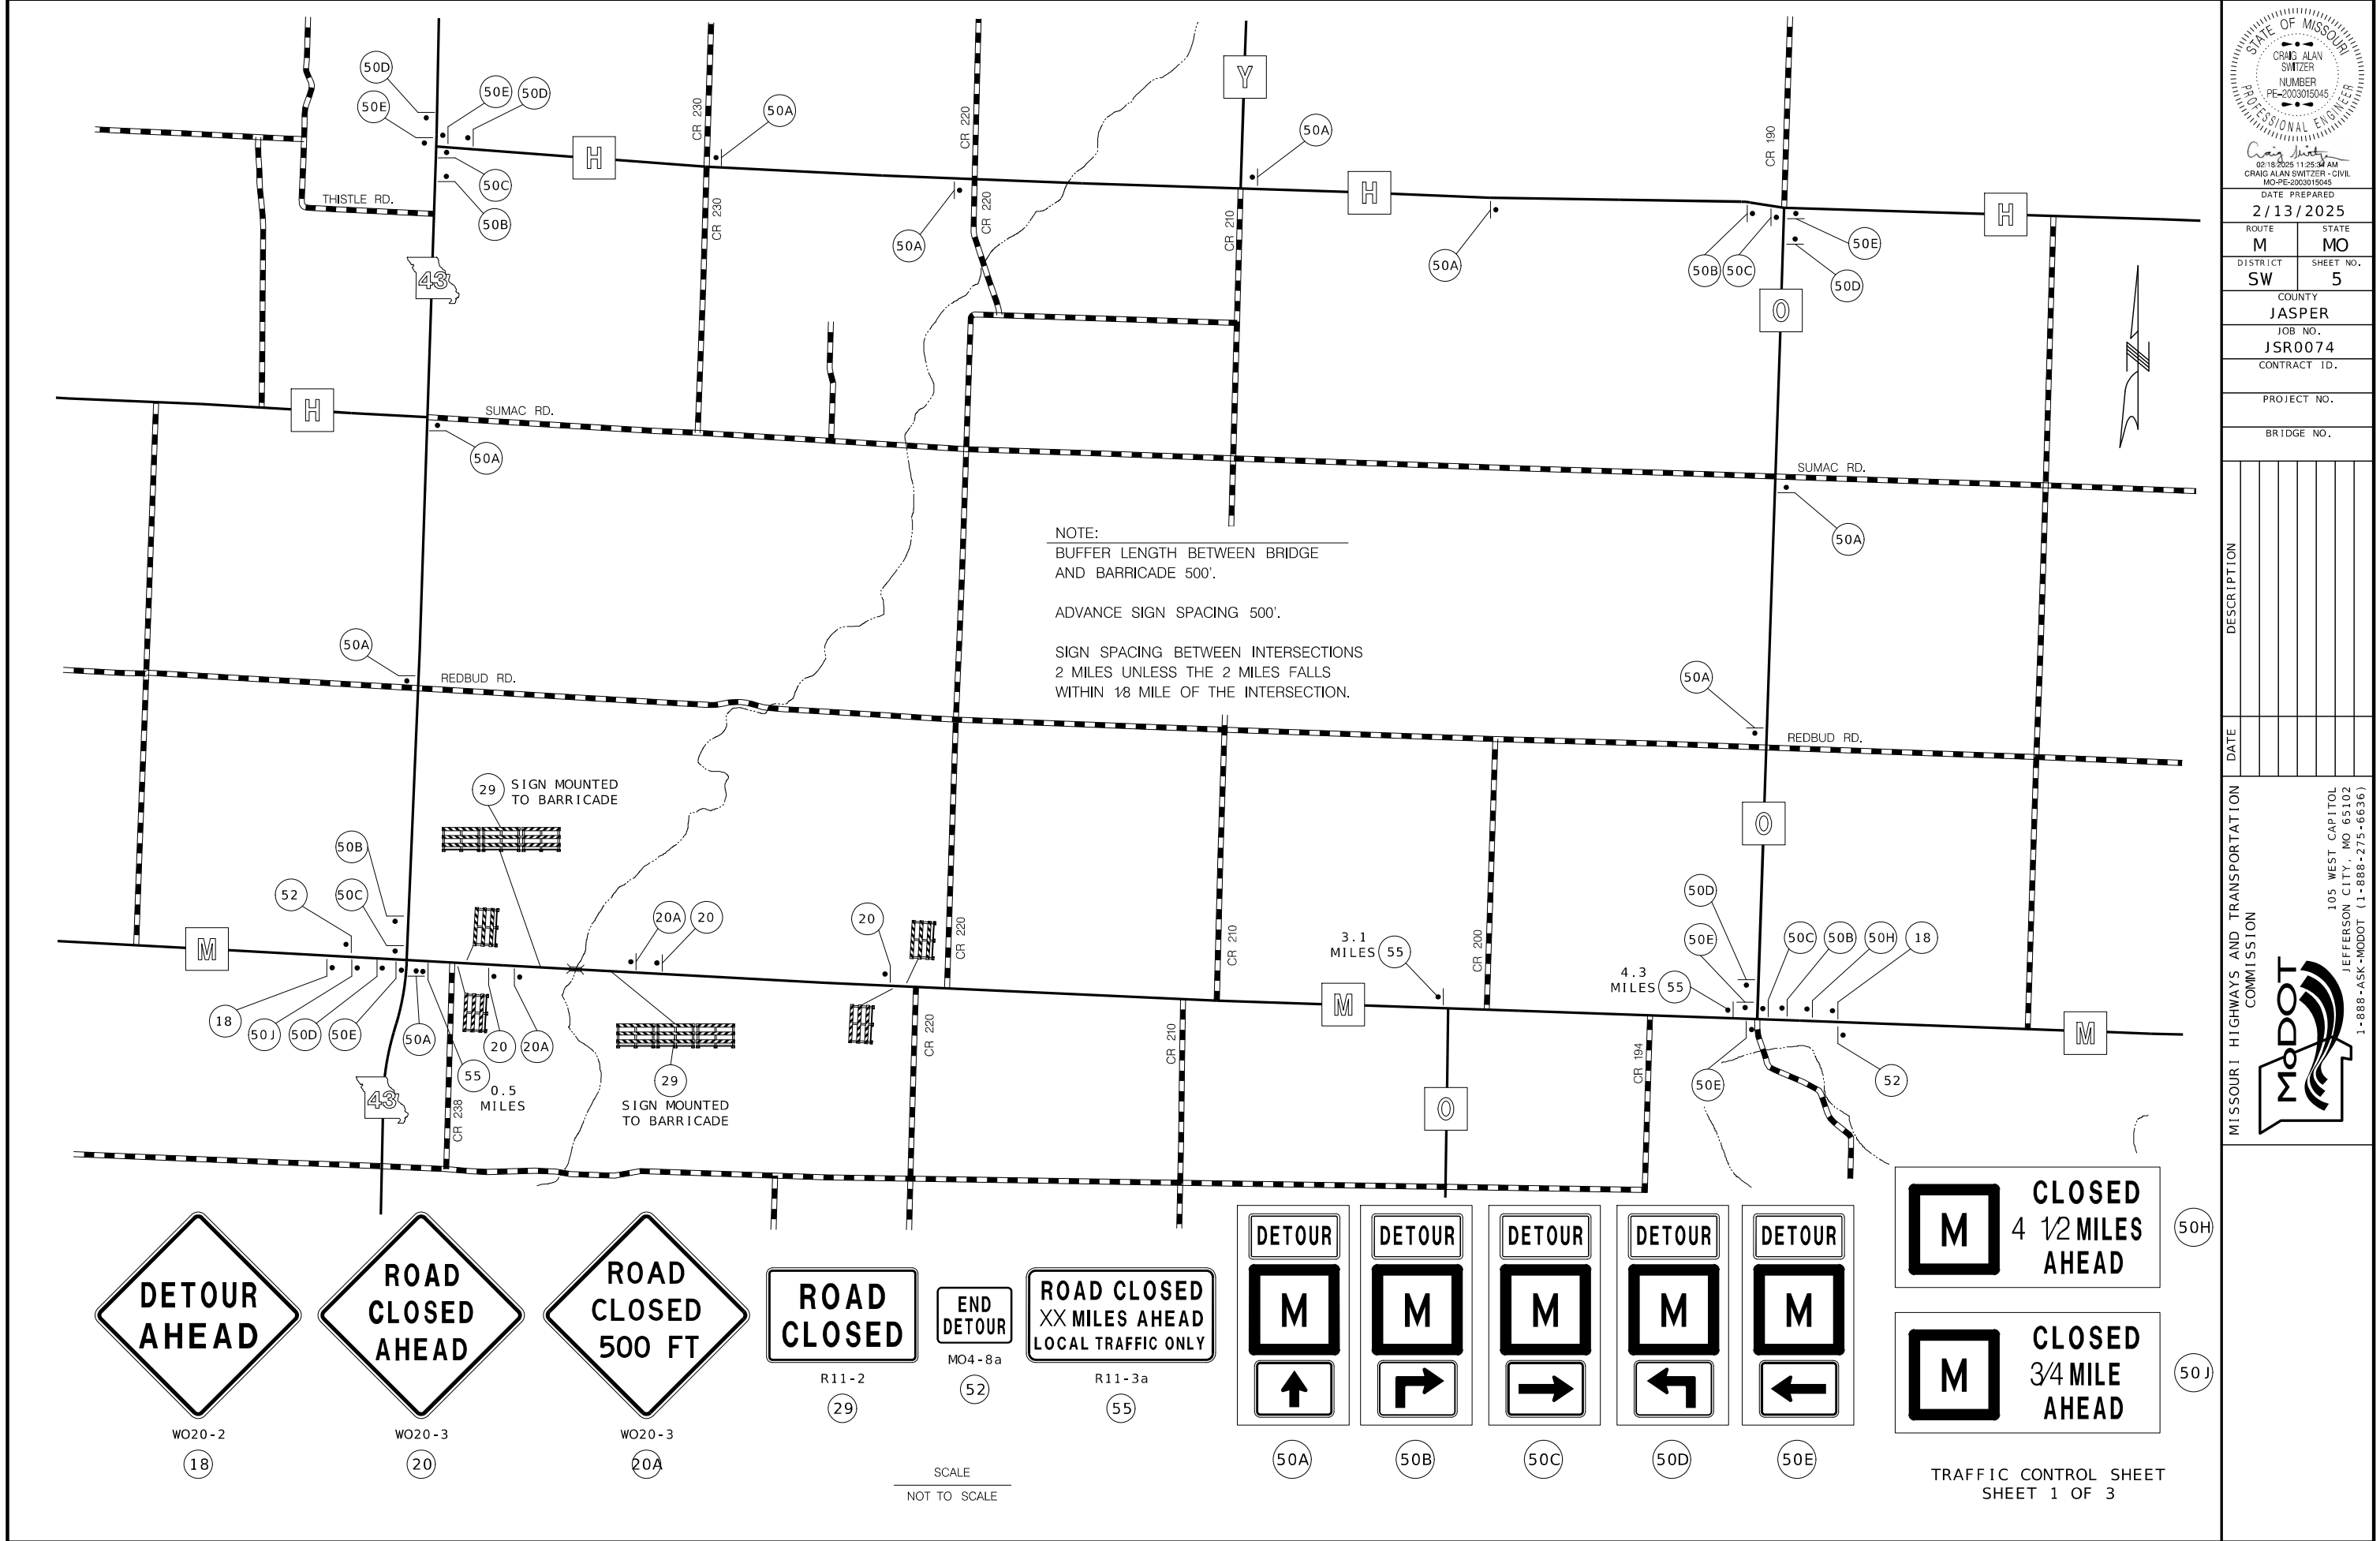 50D
50E
50E
50D
50C
50B
H
THISTLE RD.
43
CR 230
CR 230
50A
CR 220
CR 220
50A
Y
50A
CR 210
H
50A
CR 190
50B
50C
50E
50D
H
O
H
SUMAC RD.
50A
SUMAC RD.
50A
NOTE:
BUFFER LENGTH BETWEEN BRIDGE
AND BARRICADE 500'.
ADVANCE SIGN SPACING 500'.
SIGN SPACING BETWEEN INTERSECTIONS
2 MILES UNLESS THE 2 MILES FALLS
WITHIN 1/8 MILE OF THE INTERSECTION.
50A
REDBUD RD.
50A
REDBUD RD.
29
SIGN MOUNTED
TO BARRICADE
50B
52
50C
M
18
50J
50D
50E
50A
55
0.5
MILES
20
20A
43
CR 238
20A
20
29
SIGN MOUNTED
TO BARRICADE
20
CR 220
CR 220
CR 210
CR 210
M
3.1
MILES
55
CR 200
O
4.3
MILES
55
CR 194
O
50D
50E
50C
50B
50H
18
50E
52
M
DETOUR
AHEAD
WO20-2
18
ROAD
CLOSED
AHEAD
WO20-3
20
ROAD
CLOSED
500 FT
WO20-3
20A
ROAD
CLOSED
R11-2
29
END
DETOUR
MO4-8a
52
ROAD CLOSED
XX MILES AHEAD
LOCAL TRAFFIC ONLY
R11-3a
55
DETOUR
M
50A
DETOUR
M
50B
DETOUR
M
50C
DETOUR
M
50D
DETOUR
M
50E
M
CLOSED
4 1/2 MILES
AHEAD
50H
M
CLOSED
3/4 MILE
AHEAD
50J
SCALE
NOT TO SCALE
TRAFFIC CONTROL SHEET
SHEET 1 OF 3
N
STATE OF MISSOURI
CRAIG ALAN
SWITZER
NUMBER
PE-2003015045
PROFESSIONAL ENGINEER
Craig Switzer
02/18/2025 11:25:34 AM
CRAIG ALAN SWITZER - CIVIL
MO-PE-2003015045
DATE PREPARED
2/13/2025
ROUTE
STATE
M
MO
DISTRICT
SHEET NO.
SW
5
COUNTY
JASPER
JOB NO.
JSR0074
CONTRACT ID.
PROJECT NO.
BRIDGE NO.
DESCRIPTION
DATE
MISSOURI HIGHWAYS AND TRANSPORTATION
COMMISSION
MoDOT
105 WEST CAPITOL
JEFFERSON CITY, MO 65102
1-888-ASK-MODOT (1-888-275-6636)